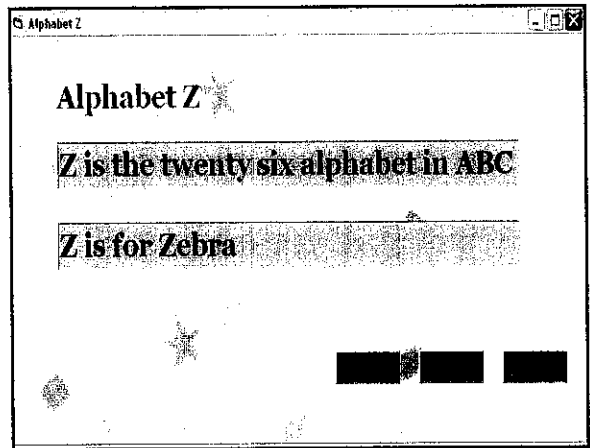 Alphabet Z
Alphabet Z
Z is the twenty six alphabet in ABC
Z is for Zebra